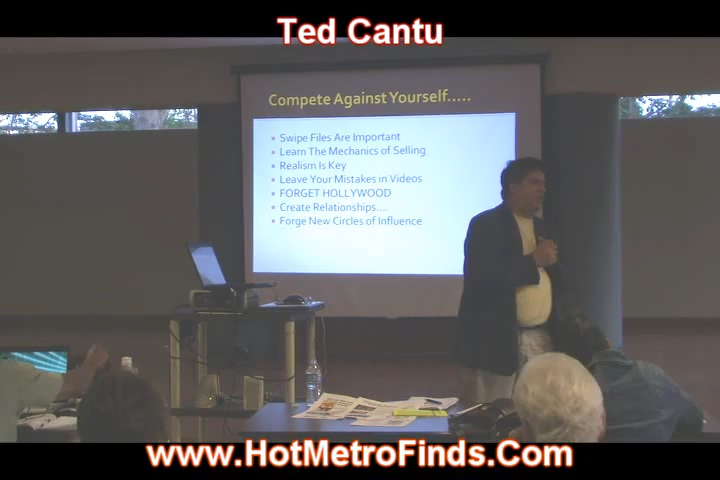 Ted Cantu
Compete Against Yourself.....
Swipe Files Are Important
Learn The Mechanics of Selling
Realism Is Key
Leave Your Mistakes in Videos
FORGET HOLLYWOOD
Create Relationships....
Forge New Circles of Influence
www.HotMetroFinds.Com